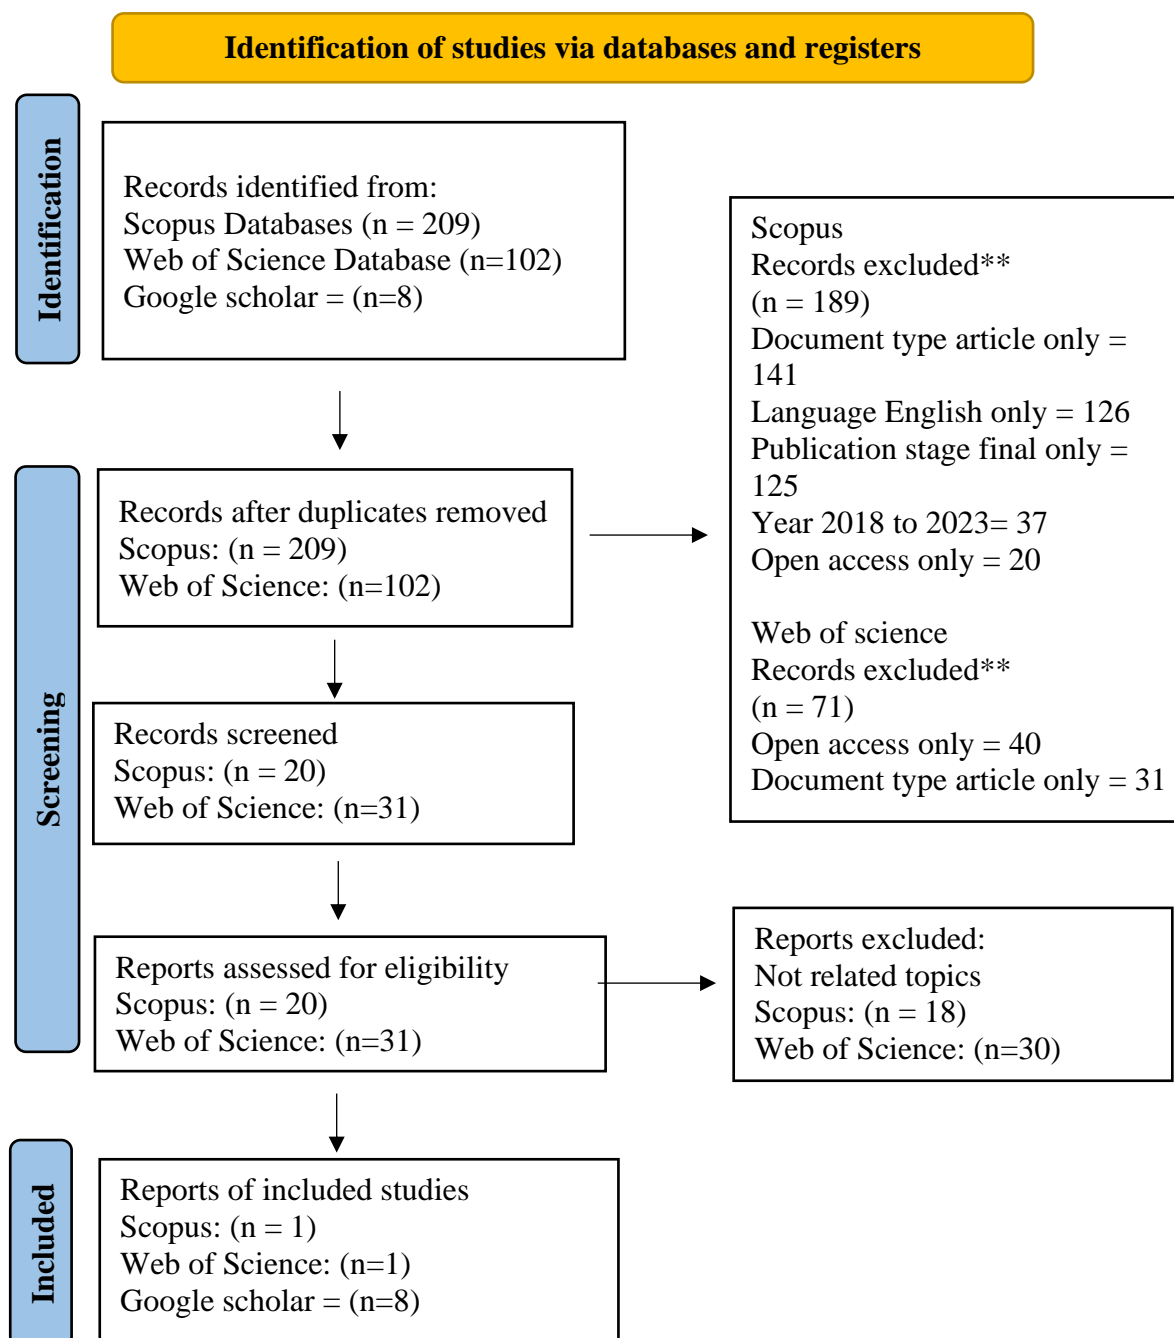 Identification of studies via databases and registers
Identification
Records identified from:
Scopus Databases (n = 209)
Web of Science Database (n=102)
Google scholar = (n=8)
Scopus
Records excluded**
(n = 189)
Document type article only =
141
Language English only = 126
Publication stage final only =
125
Year 2018 to 2023= 37
Open access only = 20
Web of science
Records excluded**
(n = 71)
Open access only = 40
Document type article only = 31
Screening
Records after duplicates removed
Scopus: (n = 209)
Web of Science: (n=102)
Records screened
Scopus: (n = 20)
Web of Science: (n=31)
Reports assessed for eligibility
Scopus: (n = 20)
Web of Science: (n=31)
Reports excluded:
Not related topics
Scopus: (n = 18)
Web of Science: (n=30)
Included
Reports of included studies
Scopus: (n = 1)
Web of Science: (n=1)
Google scholar = (n=8)